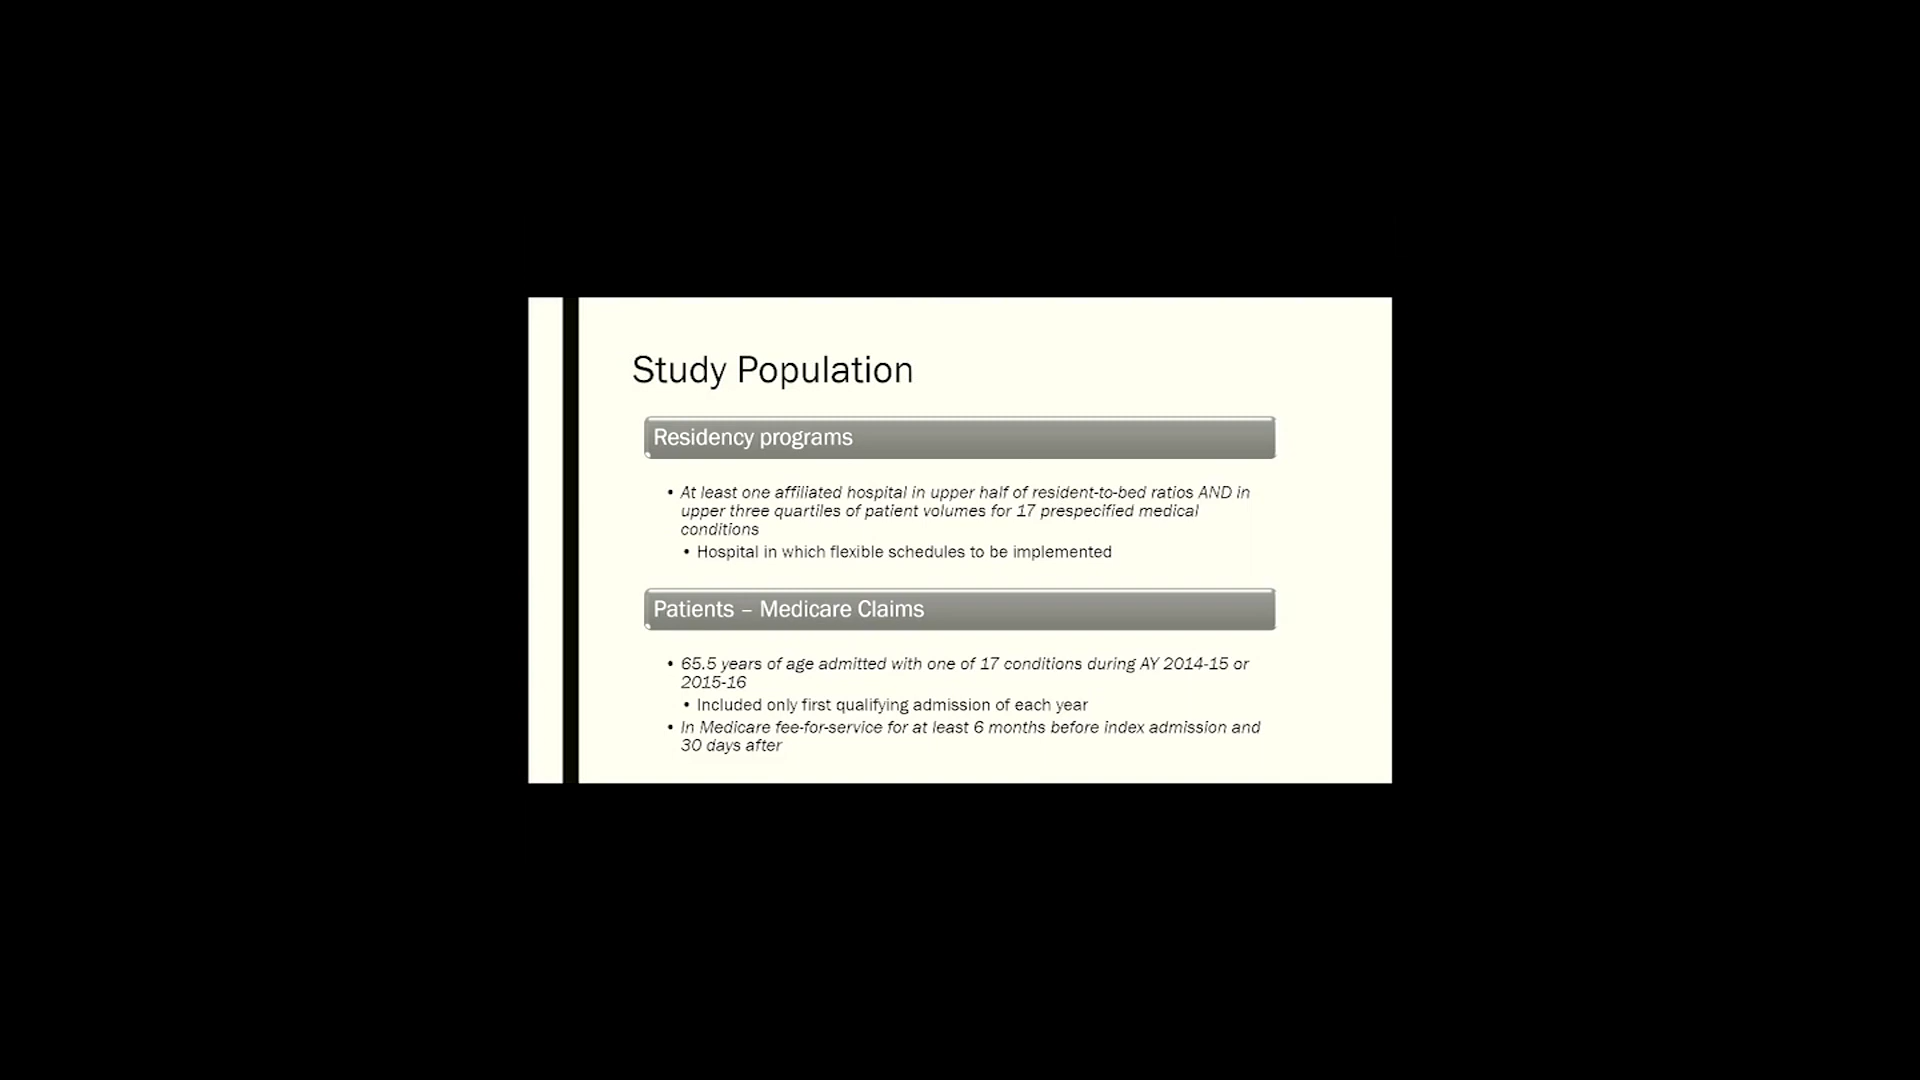 Study Population
Residency programs
• At least one affiliated hospital in upper half of resident-to-bed ratios AND in
upper three quartiles of patient volumes for 17 prespecified medical
conditions
• Hospital in which flexible schedules to be implemented
Patients – Medicare Claims
• 65.5 years of age admitted with one of 17 conditions during AY 2014-15 or
2015-16
• Included only first qualifying admission of each year
• In Medicare fee-for-service for at least 6 months before index admission and
30 days after